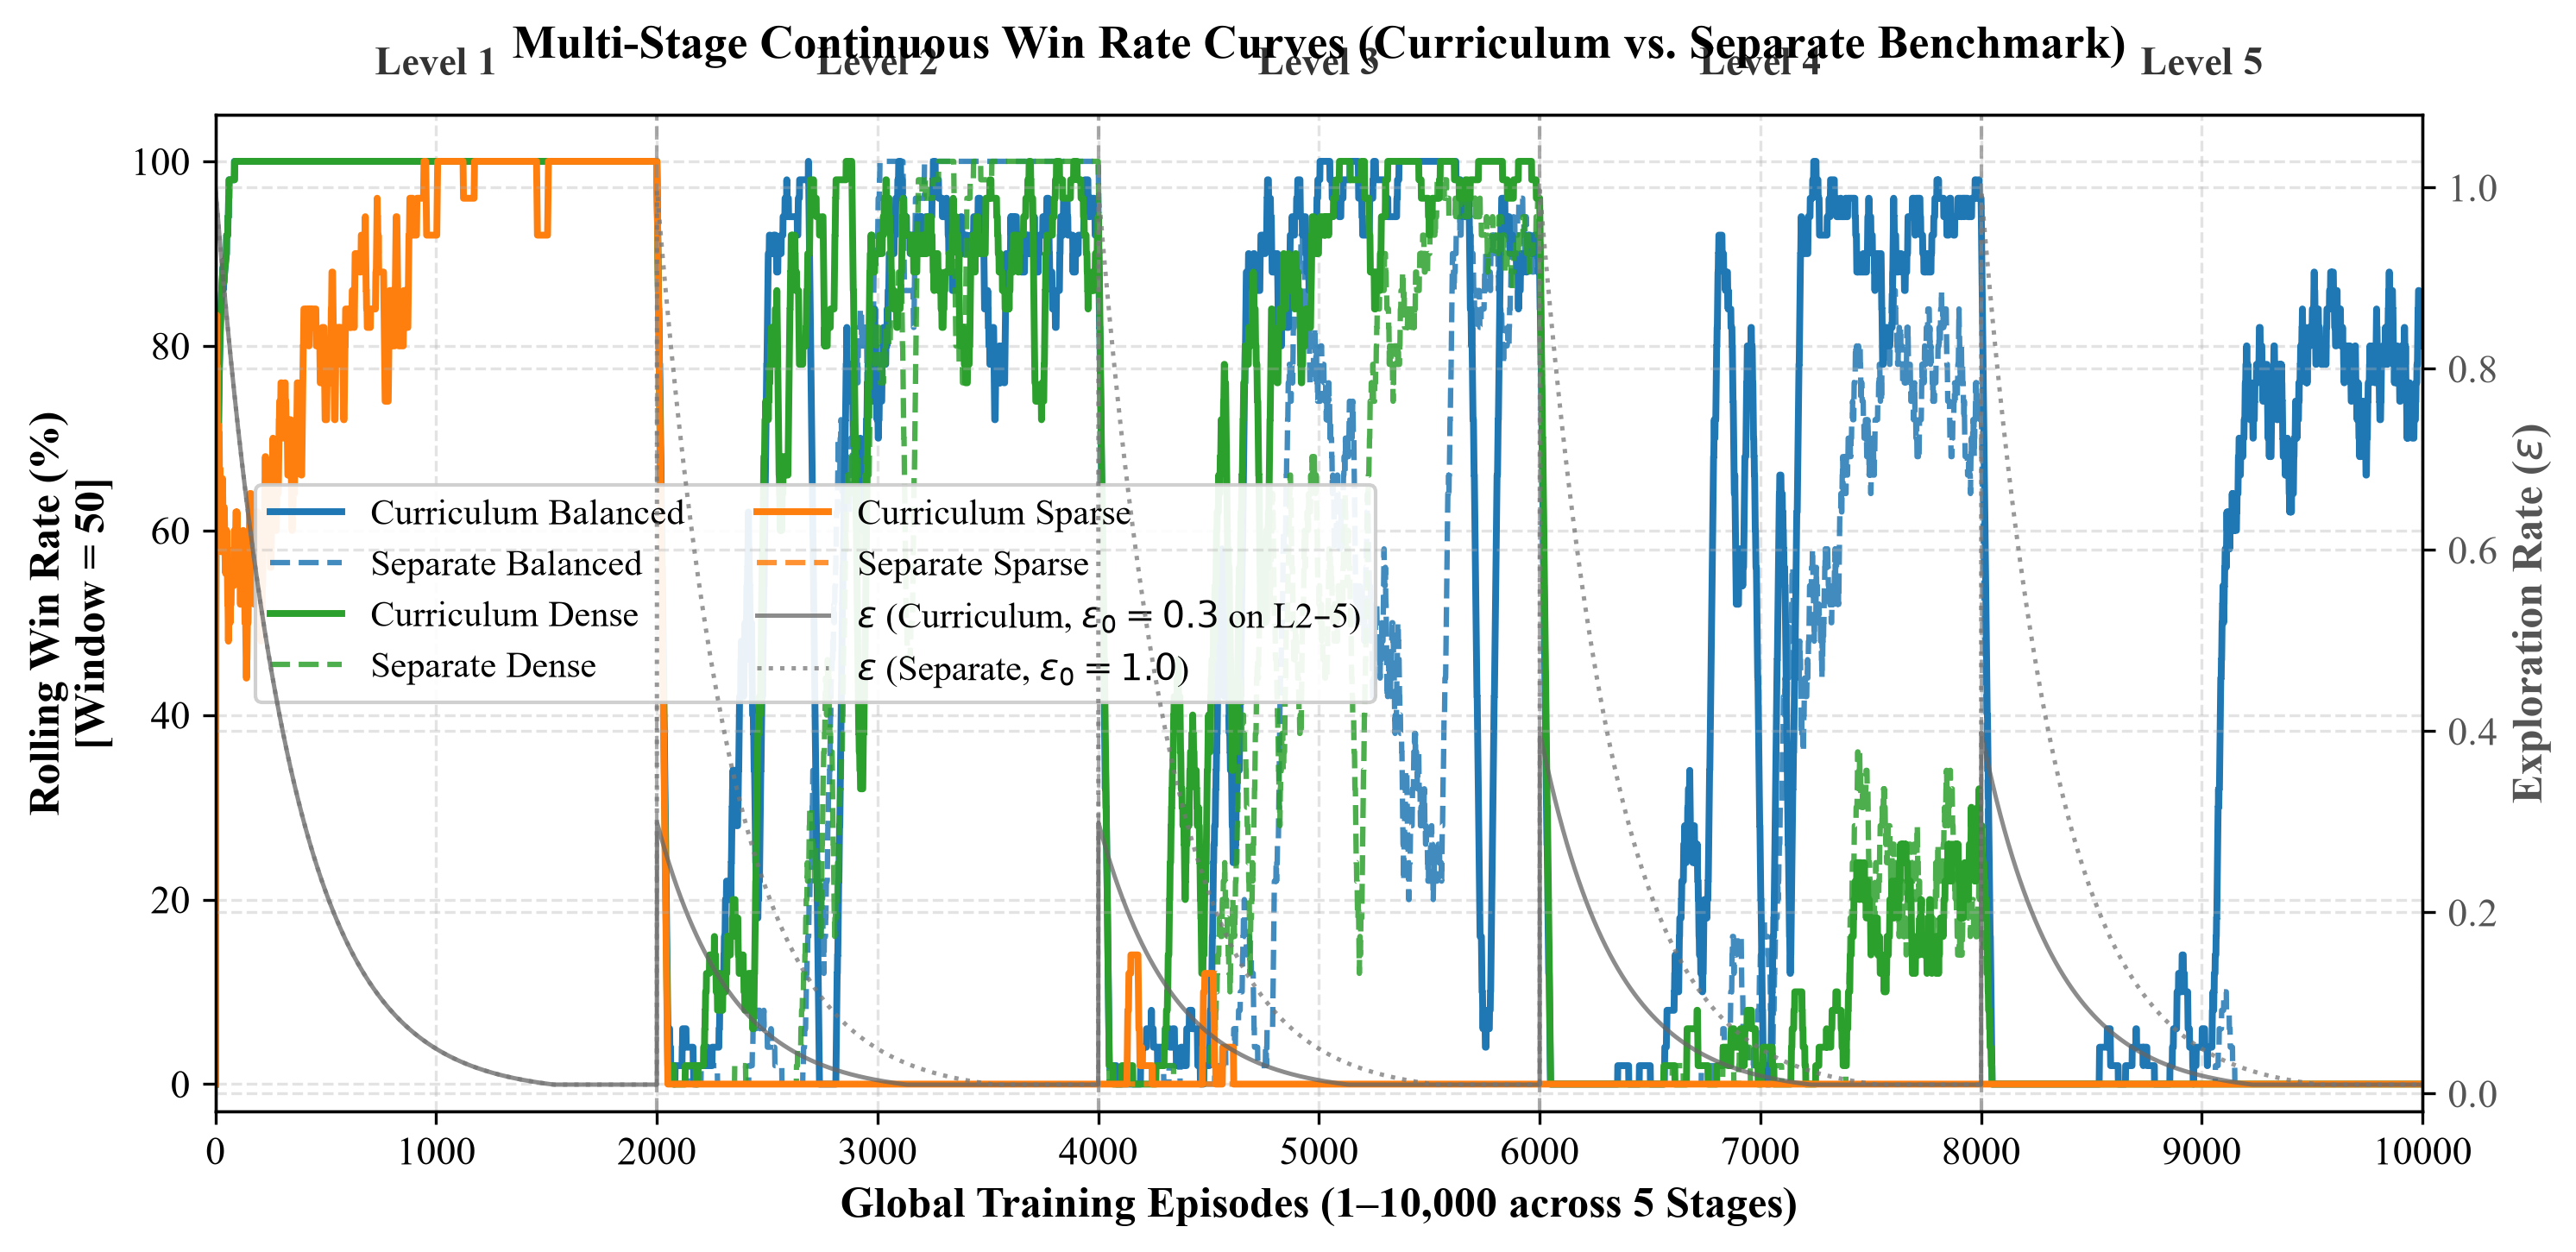 Multi-Stage Continuous Win Rate Curves (Curriculum vs. Separate Benchmark)
Level 1
Level 2
Level 3
Level 4
Level 5
Rolling Win Rate (%)
[Window = 50]
100
80
60
40
20
0
Curriculum Balanced
Separate Balanced
Curriculum Dense
Separate Dense
Curriculum Sparse
Separate Sparse
ε (Curriculum, ε₀ = 0.3 on L2–5)
ε (Separate, ε₀ = 1.0)
1.0
0.8
0.6
0.4
0.2
0.0
Exploration Rate (ε)
0 1000 2000 3000 4000 5000 6000 7000 8000 9000 10000
Global Training Episodes (1–10,000 across 5 Stages)